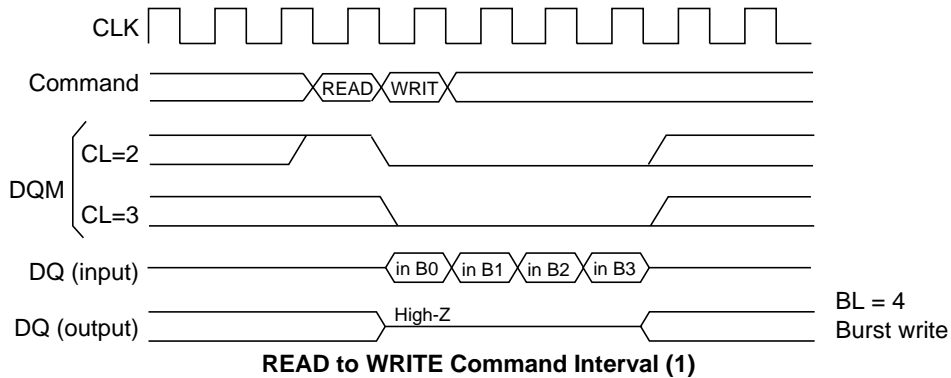 CLK
Command
READ WRIT
CL=2
DQM
CL=3
DQ (input)
in B0 in B1 in B2 in B3
DQ (output)
High-Z
BL = 4
Burst write
READ to WRITE Command Interval (1)